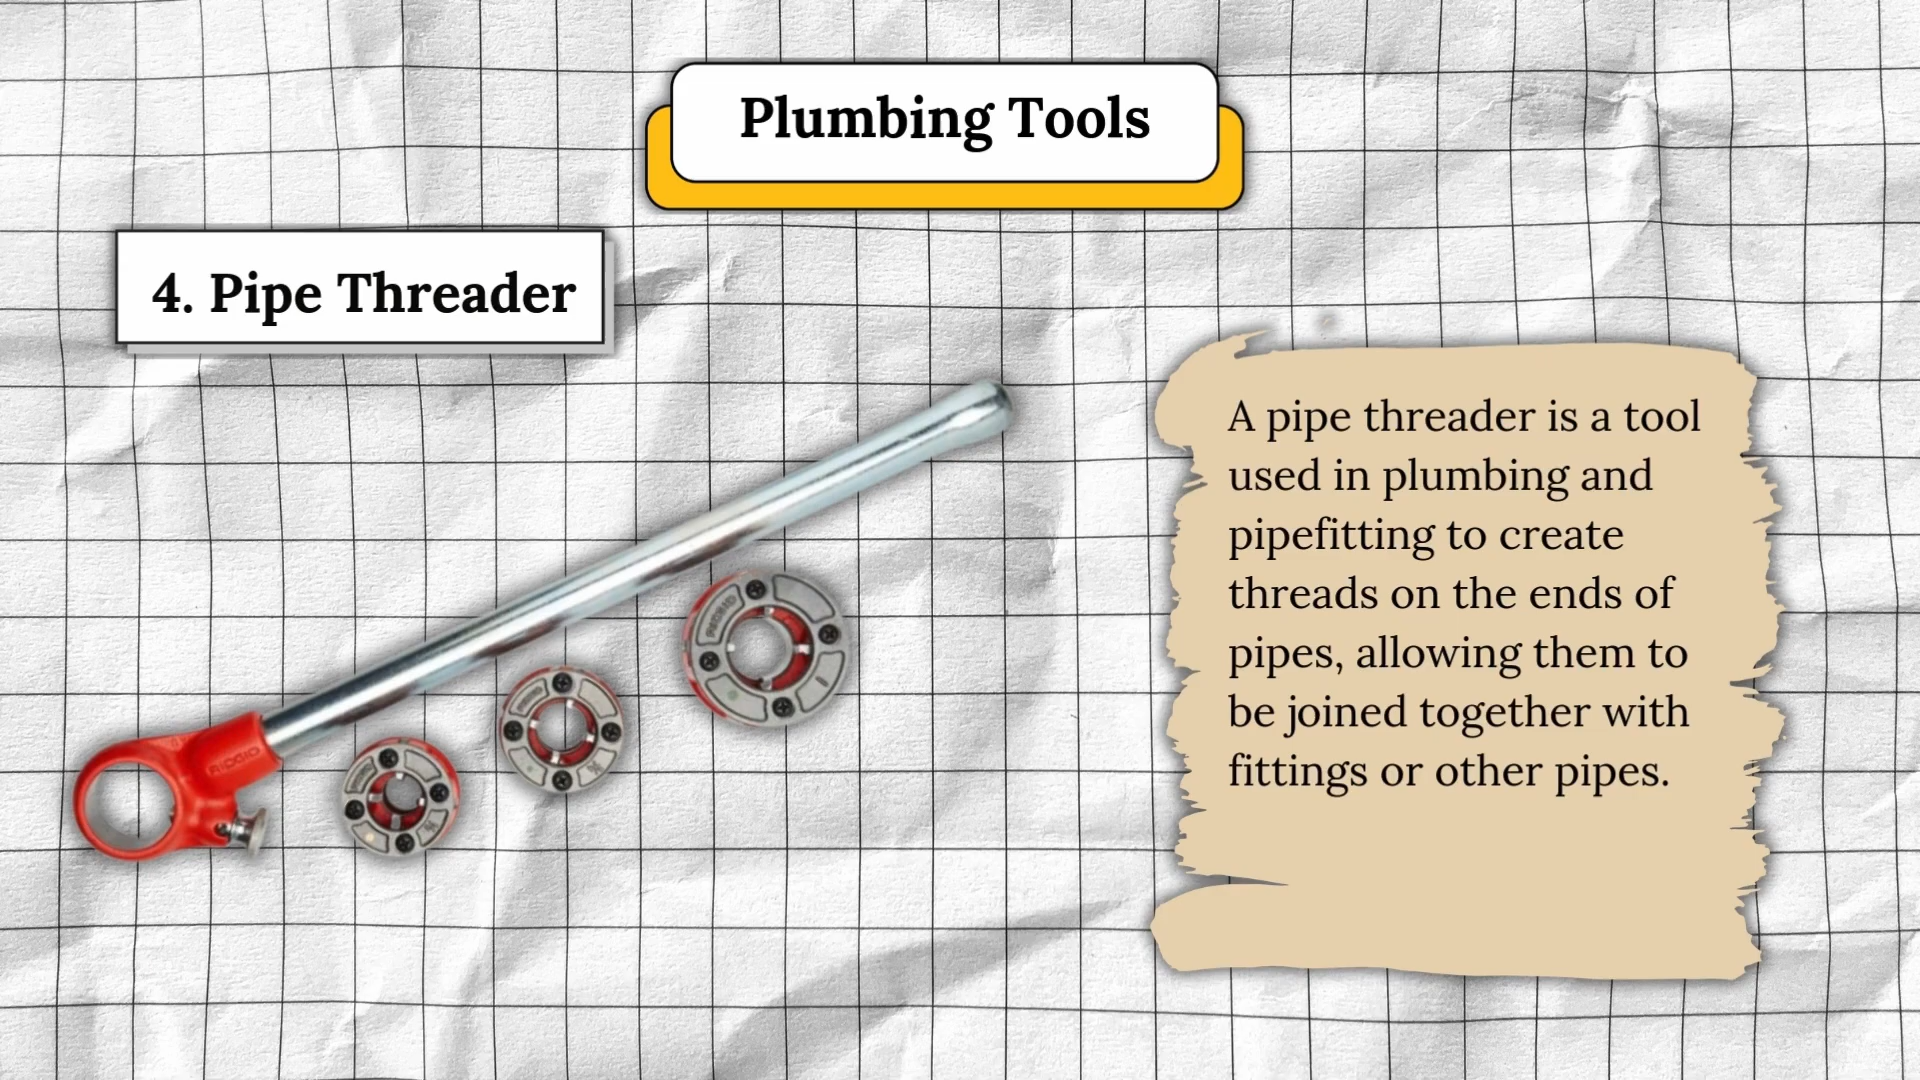 Plumbing Tools
4. Pipe Threader
A pipe threader is a tool
used in plumbing and
pipefitting to create
threads on the ends of
pipes, allowing them to
be joined together with
fittings or other pipes.
RIDGID
RIDGID